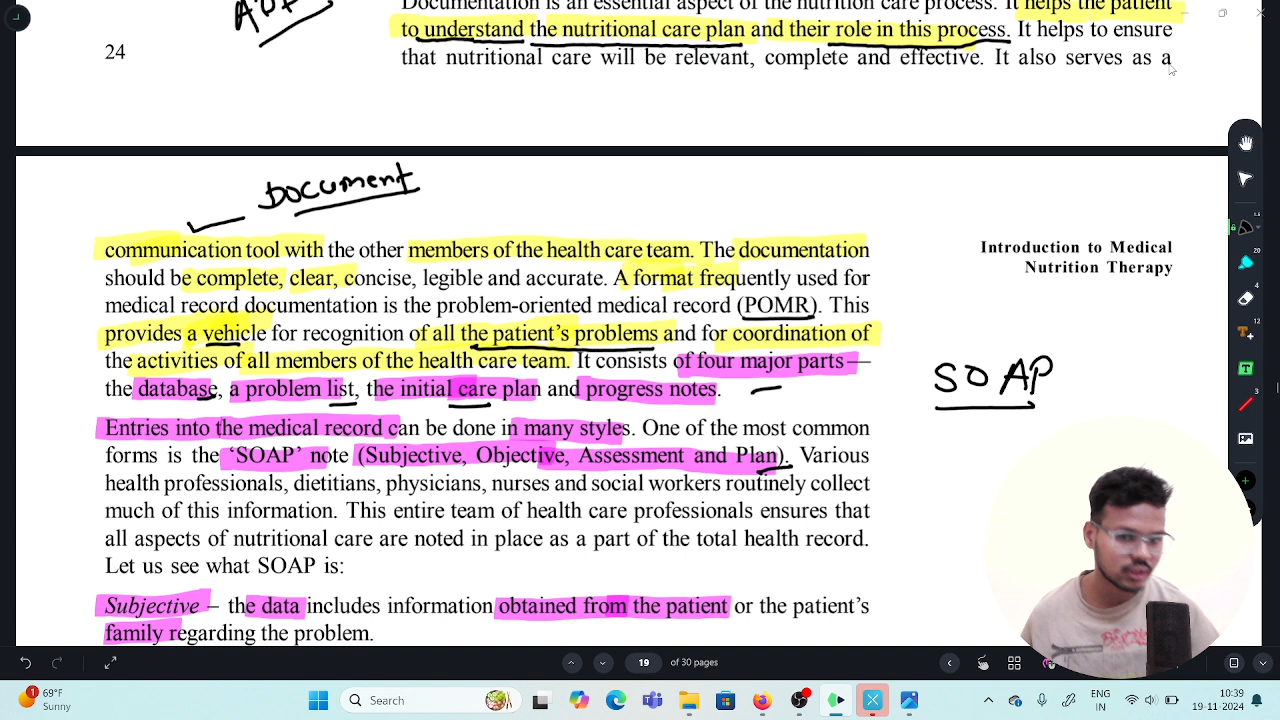 Documentation is an essential aspect of the nutrition care process. It helps the patient
to understand the nutritional care plan and their role in this process. It helps to ensure
that nutritional care will be relevant, complete and effective. It also serves as a
24
Document
communication tool with the other members of the health care team. The documentation
should be complete, clear, concise, legible and accurate. A format frequently used for
medical record documentation is the problem-oriented medical record (POMR). This
provides a vehicle for recognition of all the patient's problems and for coordination of
the activities of all members of the health care team. It consists of four major parts—
the database, a problem list, the initial care plan and progress notes.
Introduction to Medical
Nutrition Therapy
SOAP
Entries into the medical record can be done in many styles. One of the most common
forms is the ‘SOAP’ note (Subjective, Objective, Assessment and Plan). Various
health professionals, dietitians, physicians, nurses and social workers routinely collect
much of this information. This entire team of health care professionals ensures that
all aspects of nutritional care are noted in place as a part of the total health record.
Let us see what SOAP is:
Subjective – the data includes information obtained from the patient or the patient's
family regarding the problem.
19 of 30 pages
69°F
Sunny
Search
ENG
IN
10:39
19-11-2024